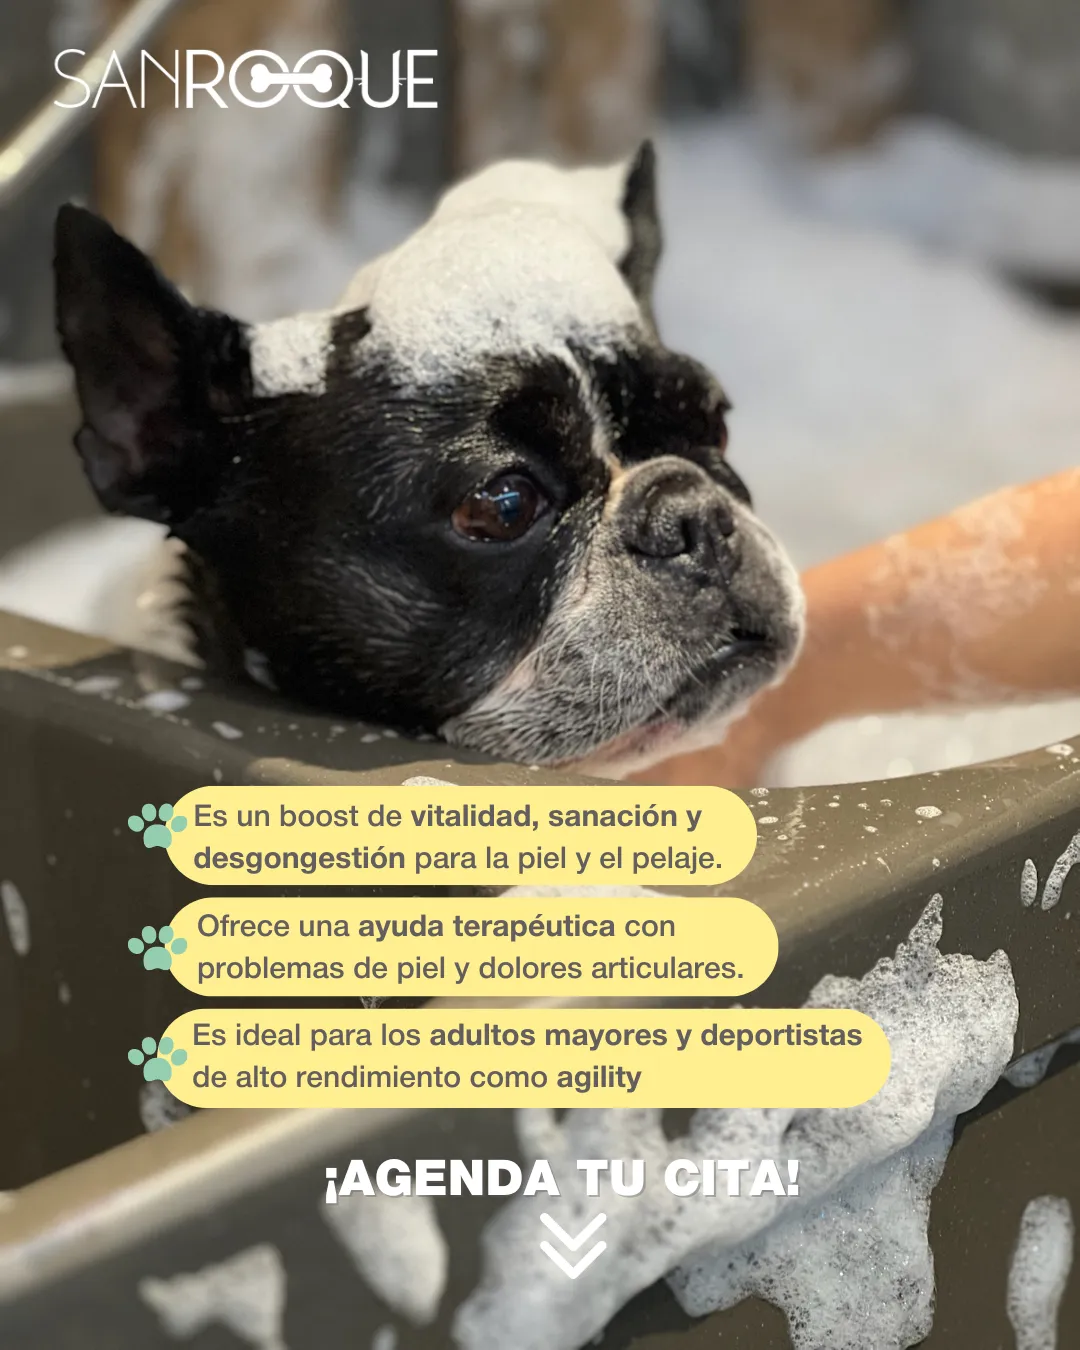 SANROQUE
Es un boost de vitalidad, sanación y
desgongestión para la piel y el pelaje.
Ofrece una ayuda terapéutica con
problemas de piel y dolores articulares.
Es ideal para los adultos mayores y deportistas
de alto rendimiento como agility
¡AGENDA TU CITA!